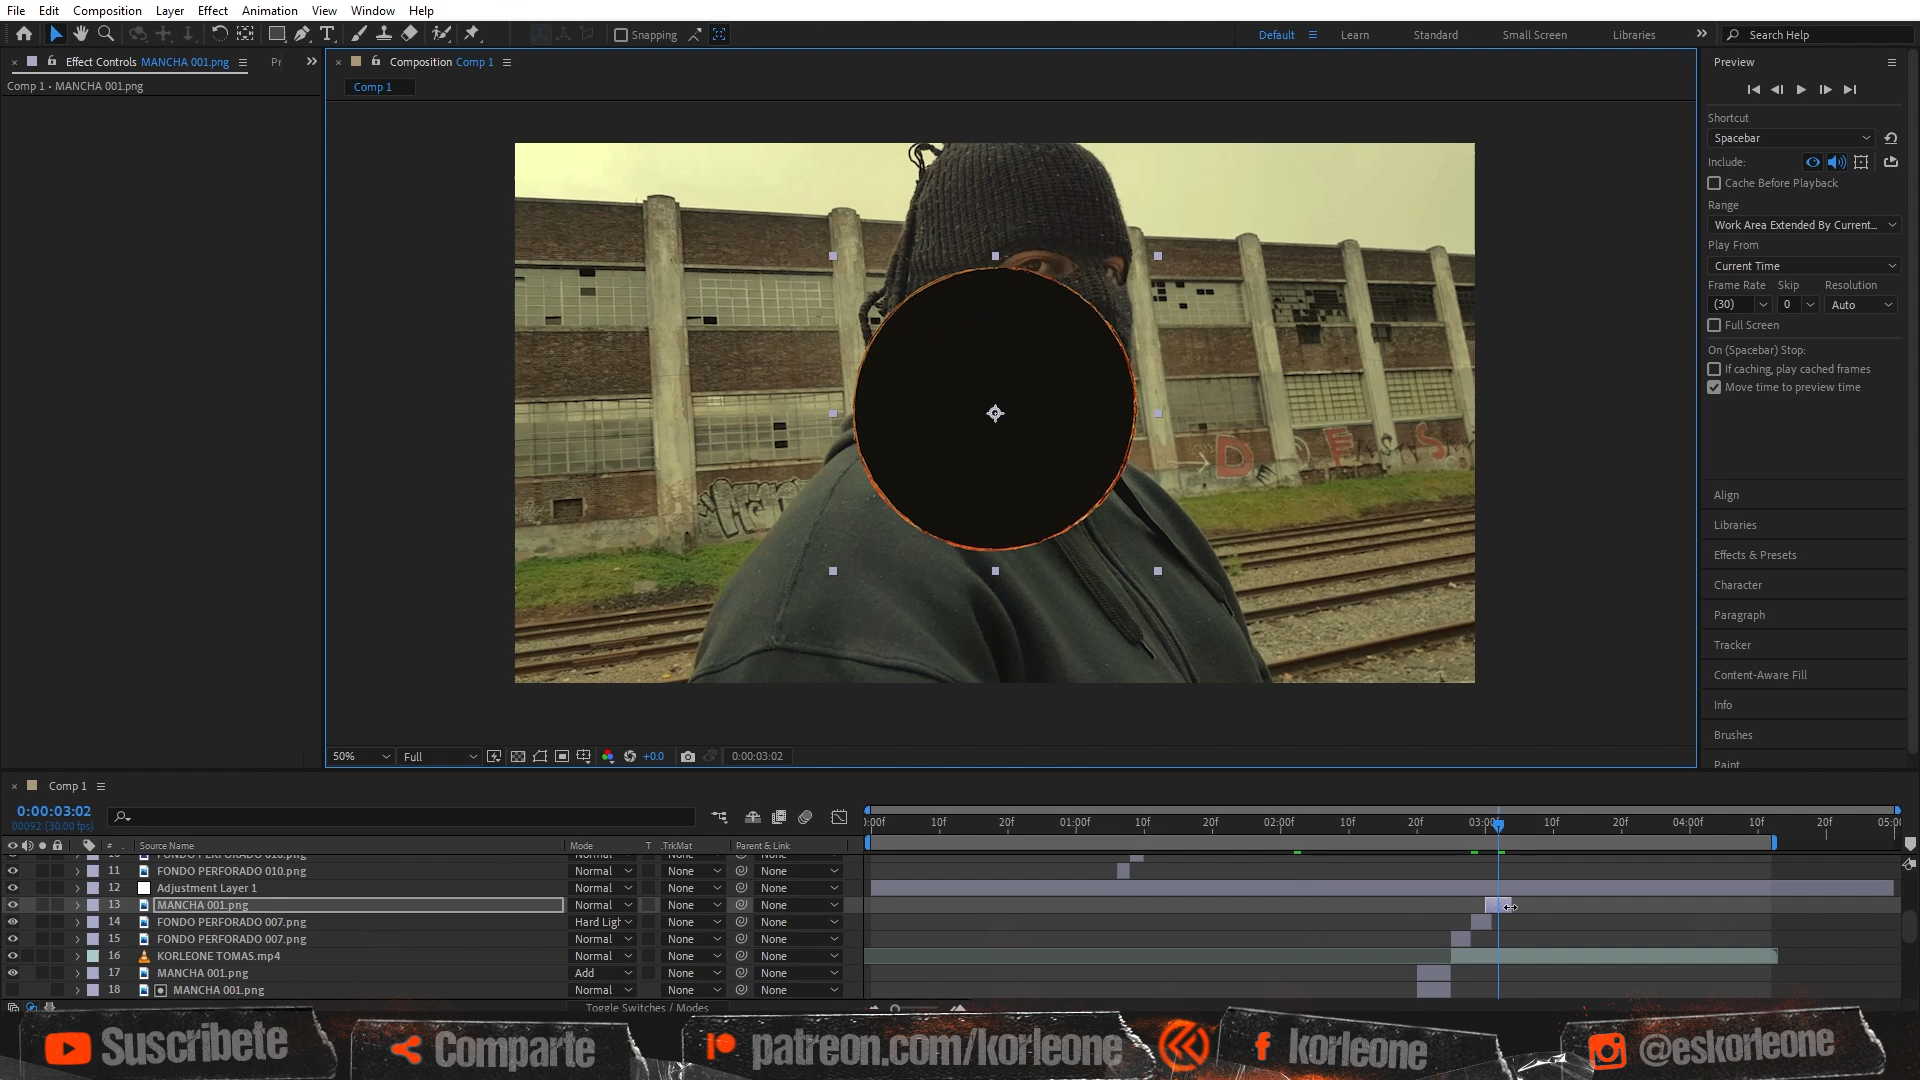 File Edit Composition Layer Effect Animation View Window Help
Snapping Default Learn Standard Small Screen Libraries Search Help
Effect Controls MANCHA 001.png Pr
Comp 1 • MANCHA 001.png
Composition Comp 1
Comp 1
Preview
Shortcut
Spacebar
Include:
Cache Before Playback
Range
Work Area Extended By Current...
Play From
Current Time
Frame Rate Skip Resolution
(30) 0 Auto
Full Screen
On (Spacebar) Stop:
If caching, play cached frames
Move time to preview time
Align
Libraries
Effects & Presets
Character
Paragraph
Tracker
Content-Aware Fill
Info
Brushes
Paint
50% Full +0.0 0:00:03:02
Comp 1
0:00:03:02
00092 (30.00 fps)
:00f 10f 20f 01:00f 10f 20f 02:00f 10f 20f 03:00f 10f 20f 04:00f 10f 20f 05:00
# Source Name Mode T .TrkMat Parent & Link
10 FONDO PERFORADO 010.png Normal None None
11 FONDO PERFORADO 010.png Normal None None
12 Adjustment Layer 1 Normal None None
13 MANCHA 001.png Normal None None
14 FONDO PERFORADO 007.png Hard Ligh None None
15 FONDO PERFORADO 007.png Normal None None
16 KORLEONE TOMAS.mp4 Normal None None
17 MANCHA 001.png Add None None
18 MANCHA 001.png Normal None None
Toggle Switches / Modes
Suscribete Comparte patreon.com/korleone korleone @eskorleone